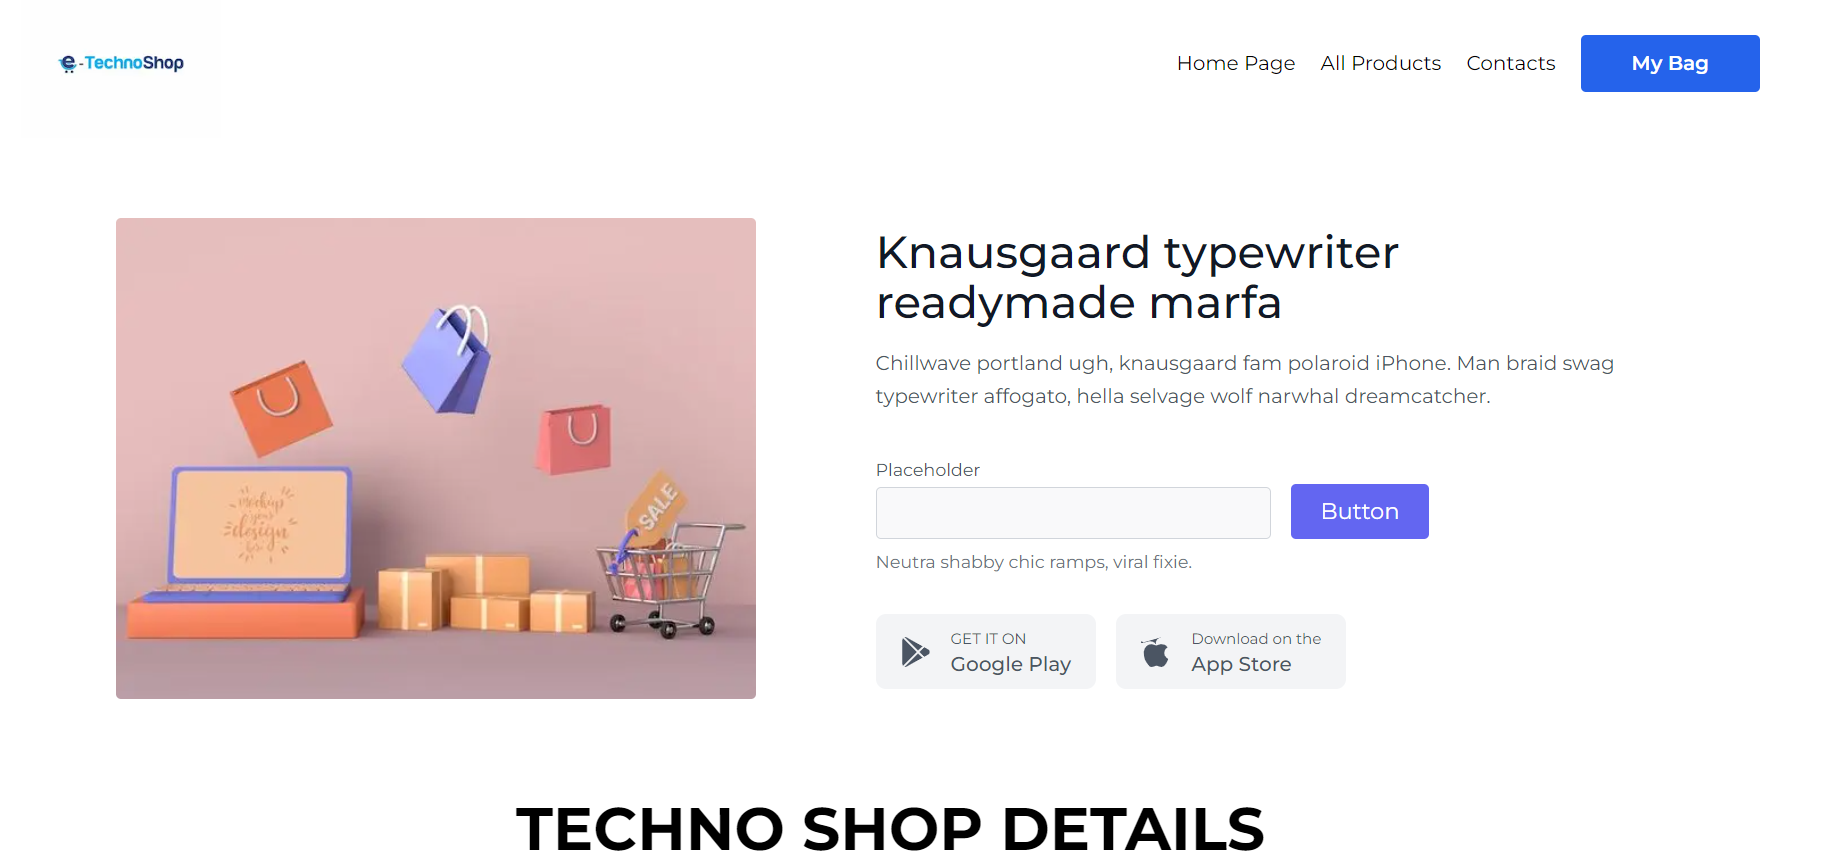 e-TechnoShop
Home Page
All Products
Contacts
My Bag
mockup
your
design
here
SALE
Knausgaard typewriter
readymade marfa
Chillwave portland ugh, knausgaard fam polaroid iPhone. Man braid swag
typewriter affogato, hella selvage wolf narwhal dreamcatcher.
Placeholder
Button
Neutra shabby chic ramps, viral fixie.
GET IT ON
Google Play
Download on the
App Store
TECHNO SHOP DETAILS